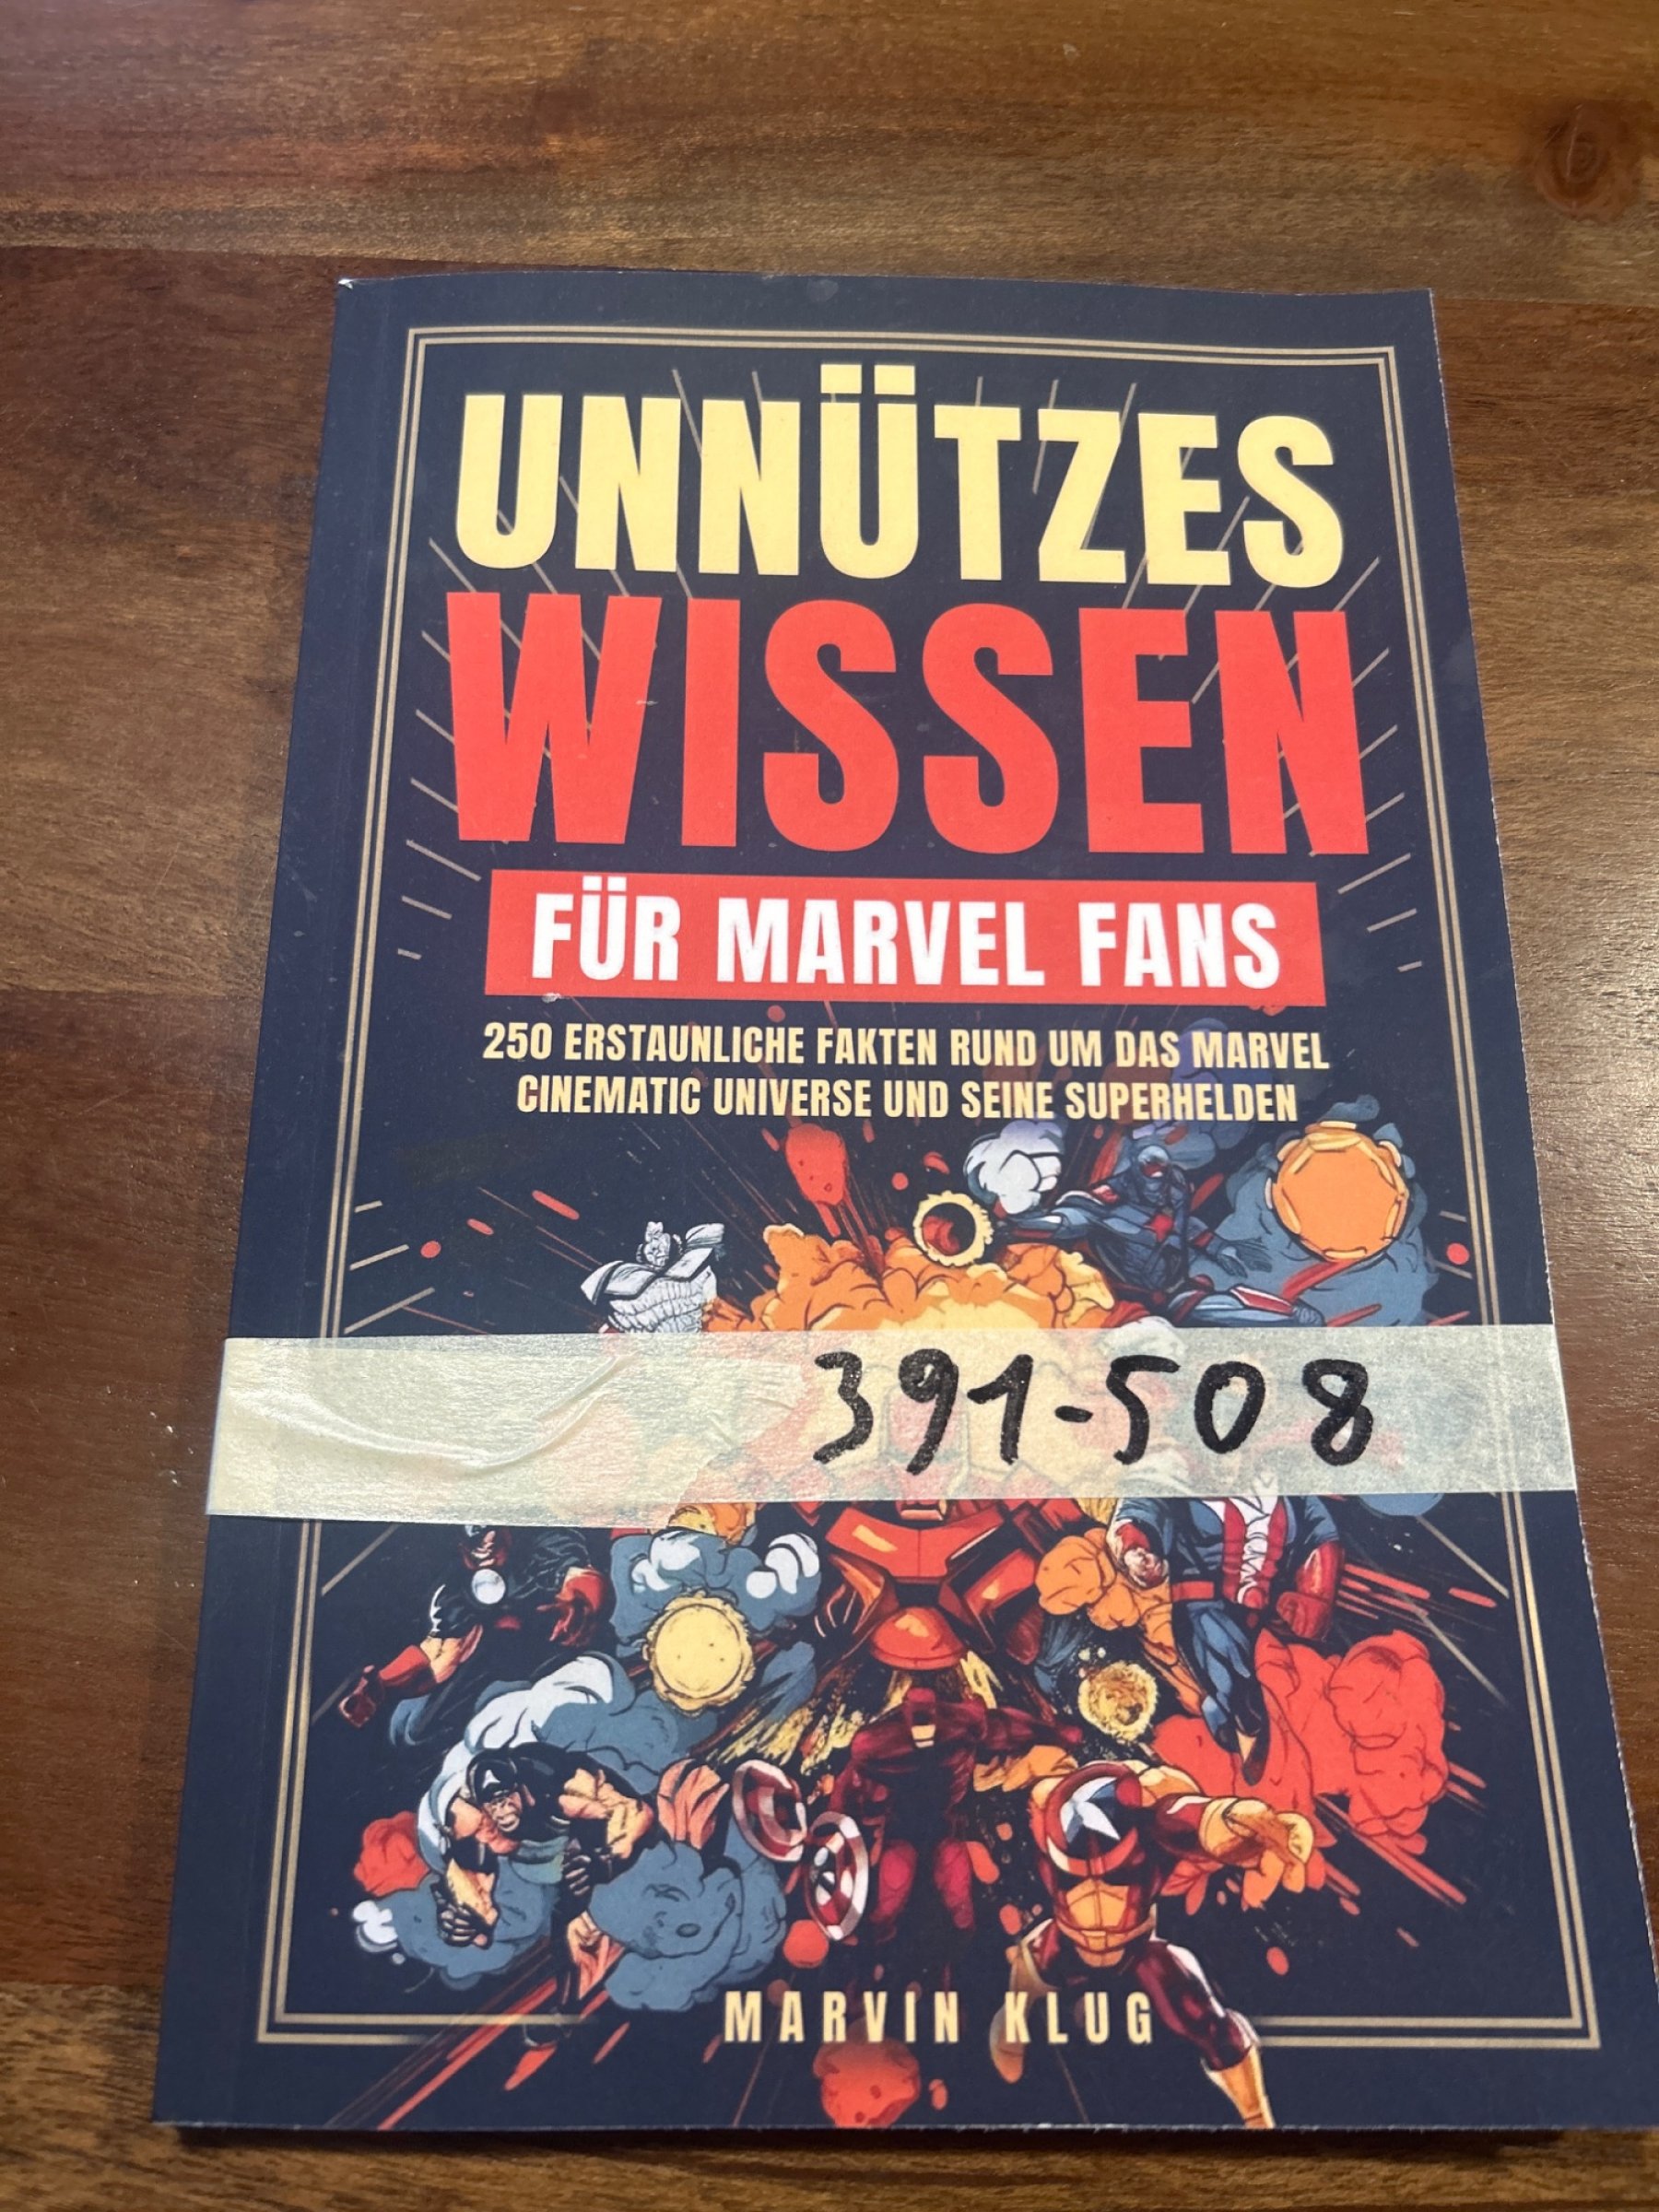 UNNÜTZES
WISSEN
FÜR MARVEL FANS
250 ERSTAUNLICHE FAKTEN RUND UM DAS MARVEL
CINEMATIC UNIVERSE UND SEINE SUPERHELDEN
391-508
MARVIN KLUG